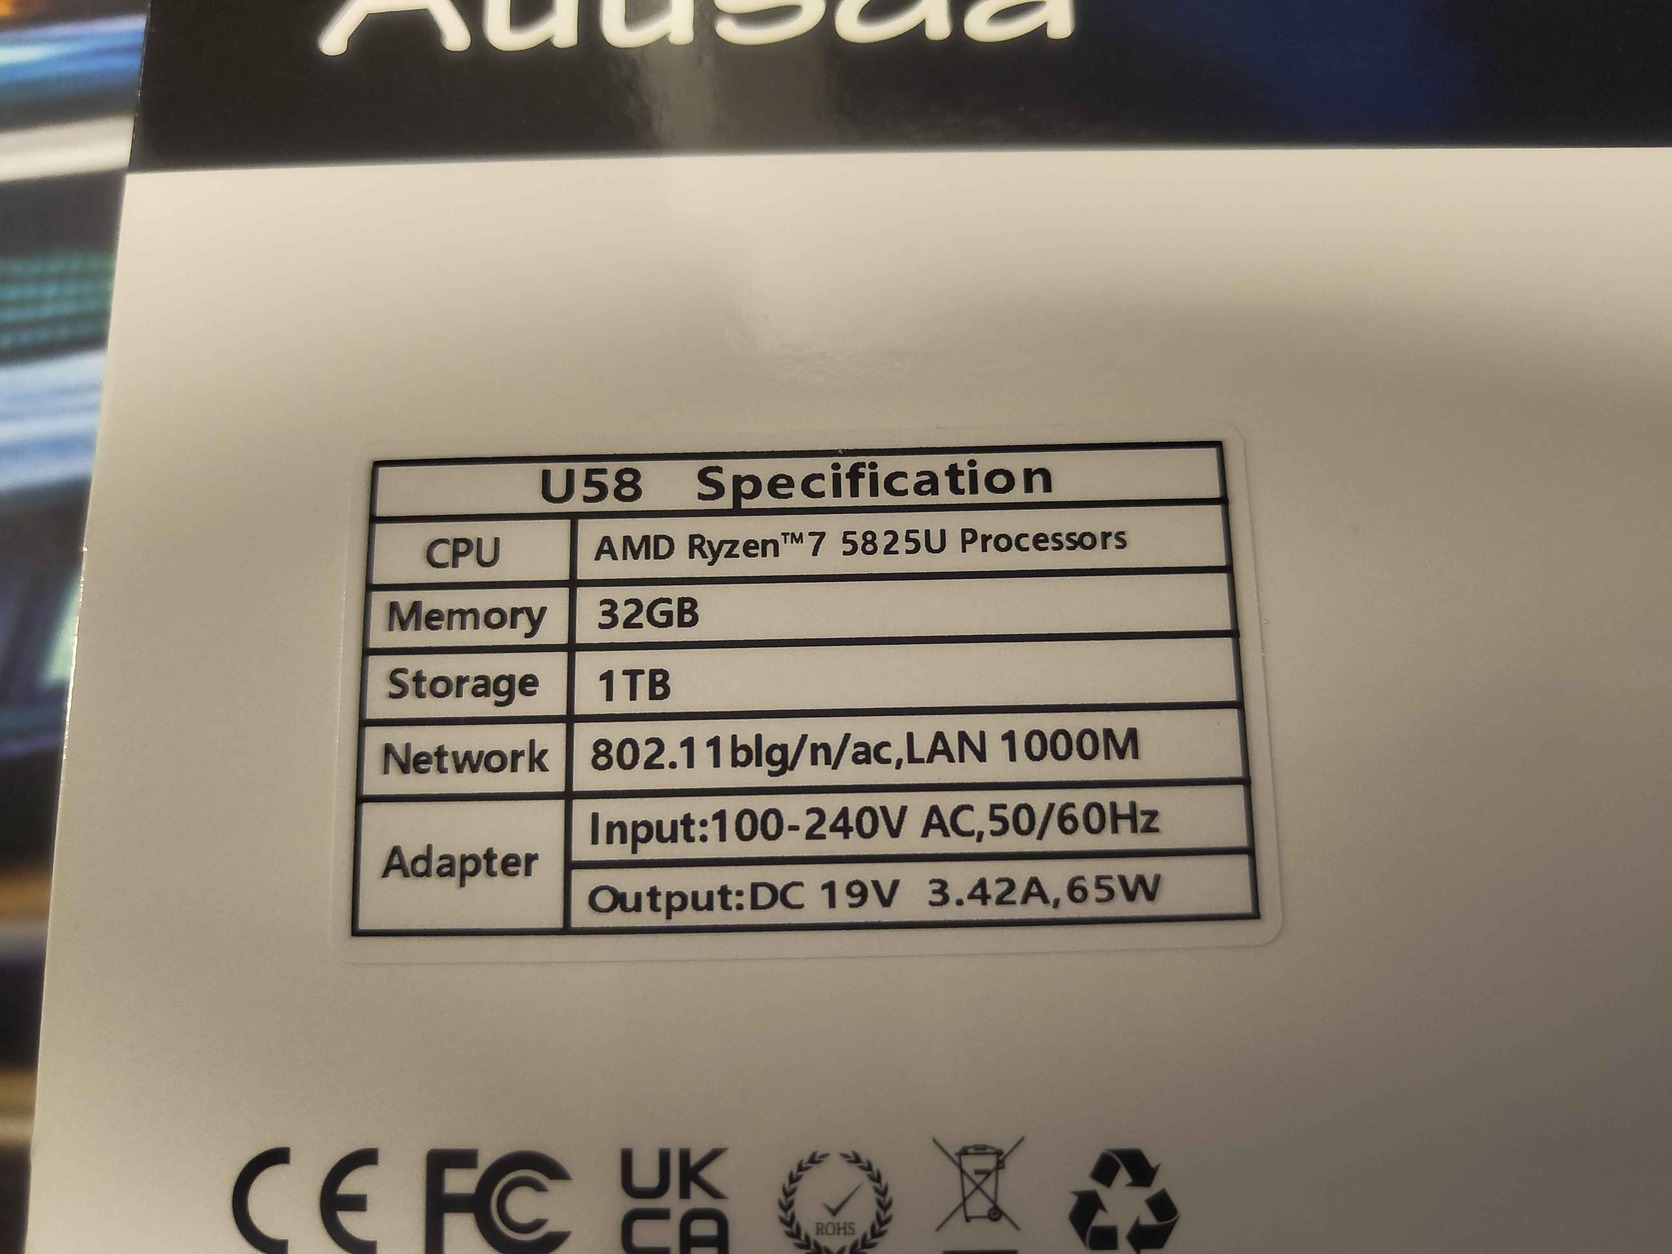 Auusda
U58 Specification
CPU AMD Ryzen™7 5825U Processors
Memory 32GB
Storage 1TB
Network 802.11blg/n/ac,LAN 1000M
Adapter Input:100-240V AC,50/60Hz
Output:DC 19V 3.42A,65W
CE FC UK
CA
ROHS